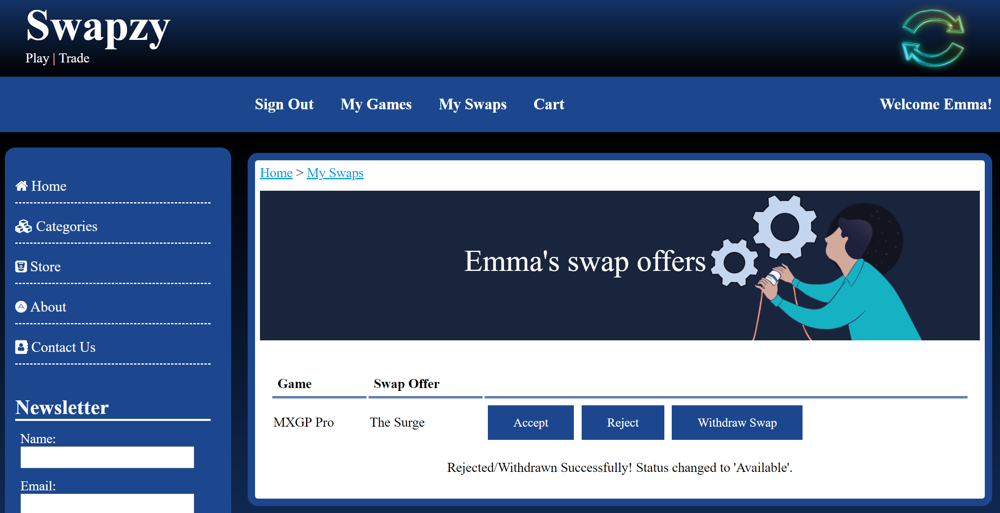 Swapzy
Play | Trade
Sign Out My Games My Swaps Cart Welcome Emma!
Home
Categories
Store
About
Contact Us
Newsletter
Name:
Email:
Home > My Swaps
Emma's swap offers
Game Swap Offer
MXGP Pro The Surge Accept Reject Withdraw Swap
Rejected/Withdrawn Successfully! Status changed to 'Available'.